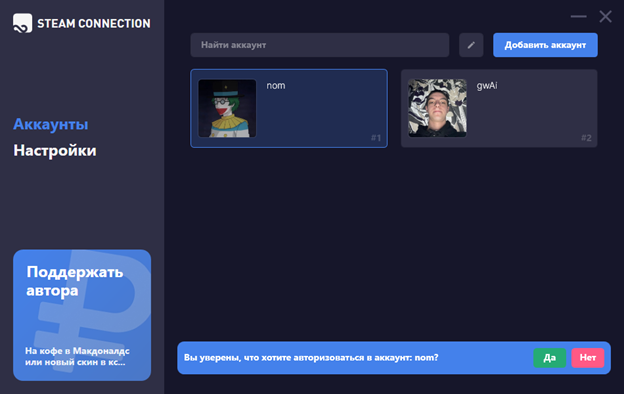 STEAM CONNECTION
Аккаунты
Настройки
Поддержать
автора
На кофе в Макдоналдс
или новый скин в кс...
Найти аккаунт
Добавить аккаунт
nom
#1
gwAi
#2
Вы уверены, что хотите авторизоваться в аккаунт: nom?
Да
Нет